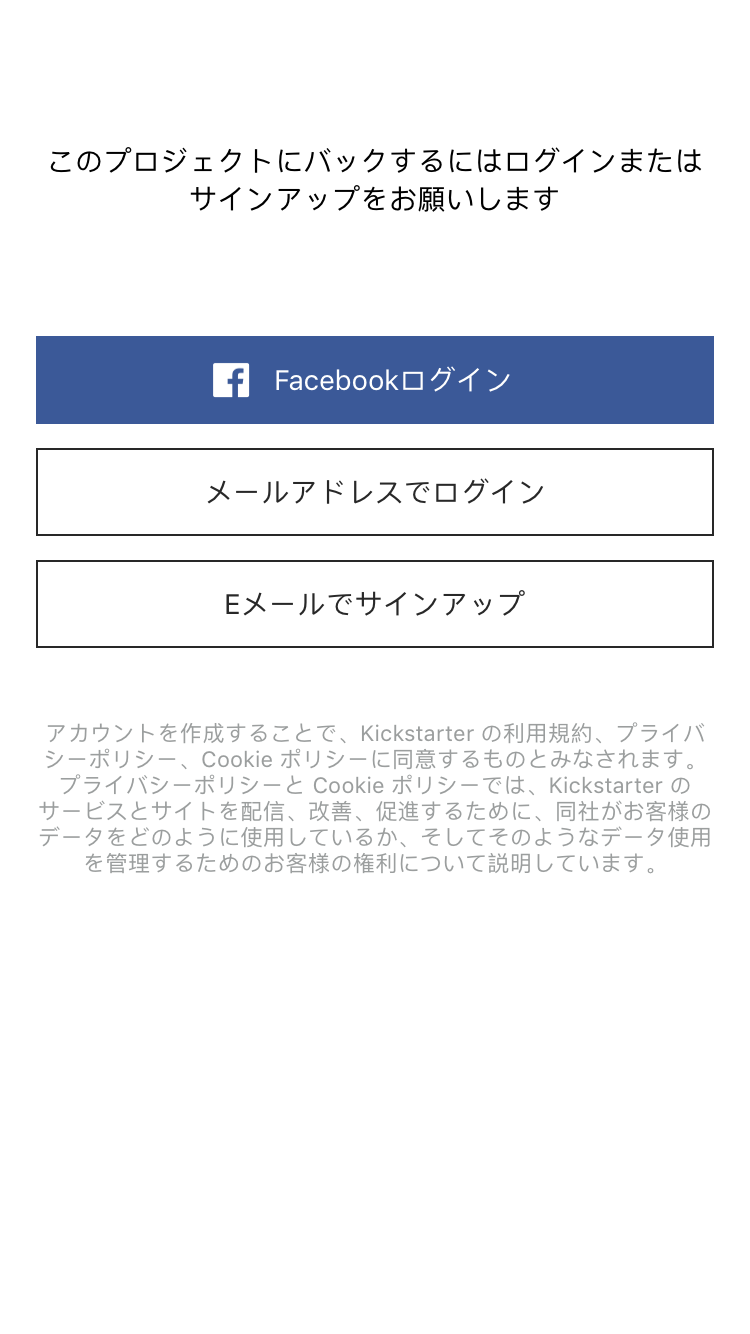 このプロジェクトにバックするにはログインまたは
サインアップをお願いします
Facebookログイン
メールアドレスでログイン
Eメールでサインアップ
アカウントを作成することで、Kickstarter の利用規約、プライバ
シーポリシー、Cookie ポリシーに同意するものとみなされます。
プライバシーポリシーと Cookie ポリシーでは、Kickstarter の
サービスとサイトを配信、改善、促進するために、同社がお客様の
データをどのように使用しているか、そしてそのようなデータ使用
を管理するためのお客様の権利について説明しています。